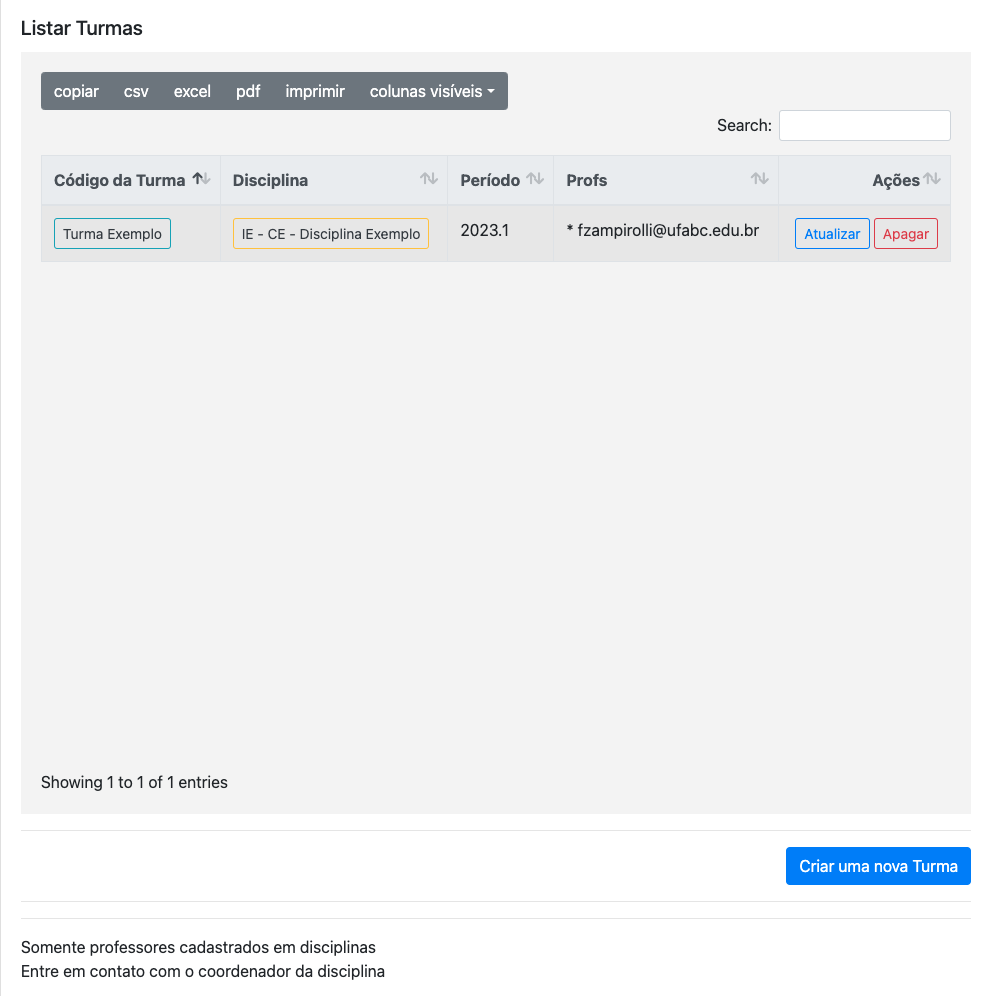 Listar Turmas
copiar csv excel pdf imprimir colunas visíveis
Search:
Código da Turma Disciplina Período Profs Ações
Turma Exemplo IE - CE - Disciplina Exemplo 2023.1 * fzampirolli@ufabc.edu.br Atualizar Apagar
Showing 1 to 1 of 1 entries
Criar uma nova Turma
Somente professores cadastrados em disciplinas
Entre em contato com o coordenador da disciplina